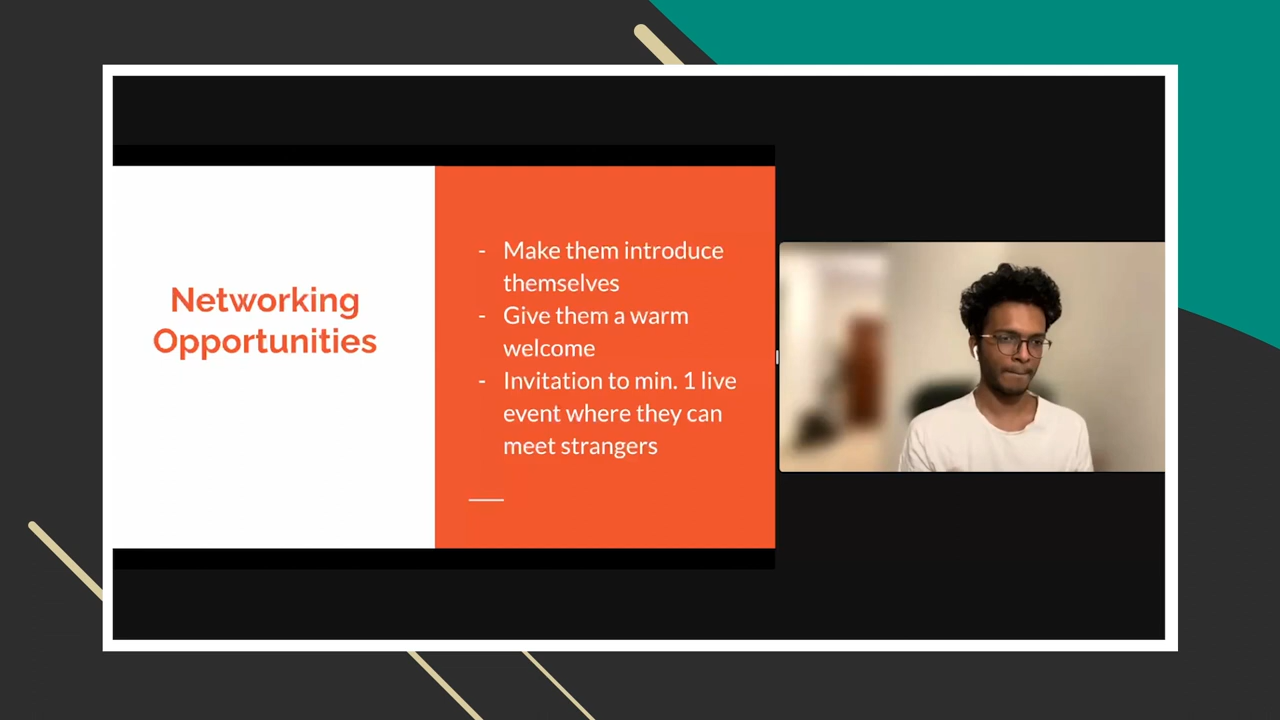 Networking
Opportunities
- Make them introduce
themselves
- Give them a warm
welcome
- Invitation to min. 1 live
event where they can
meet strangers